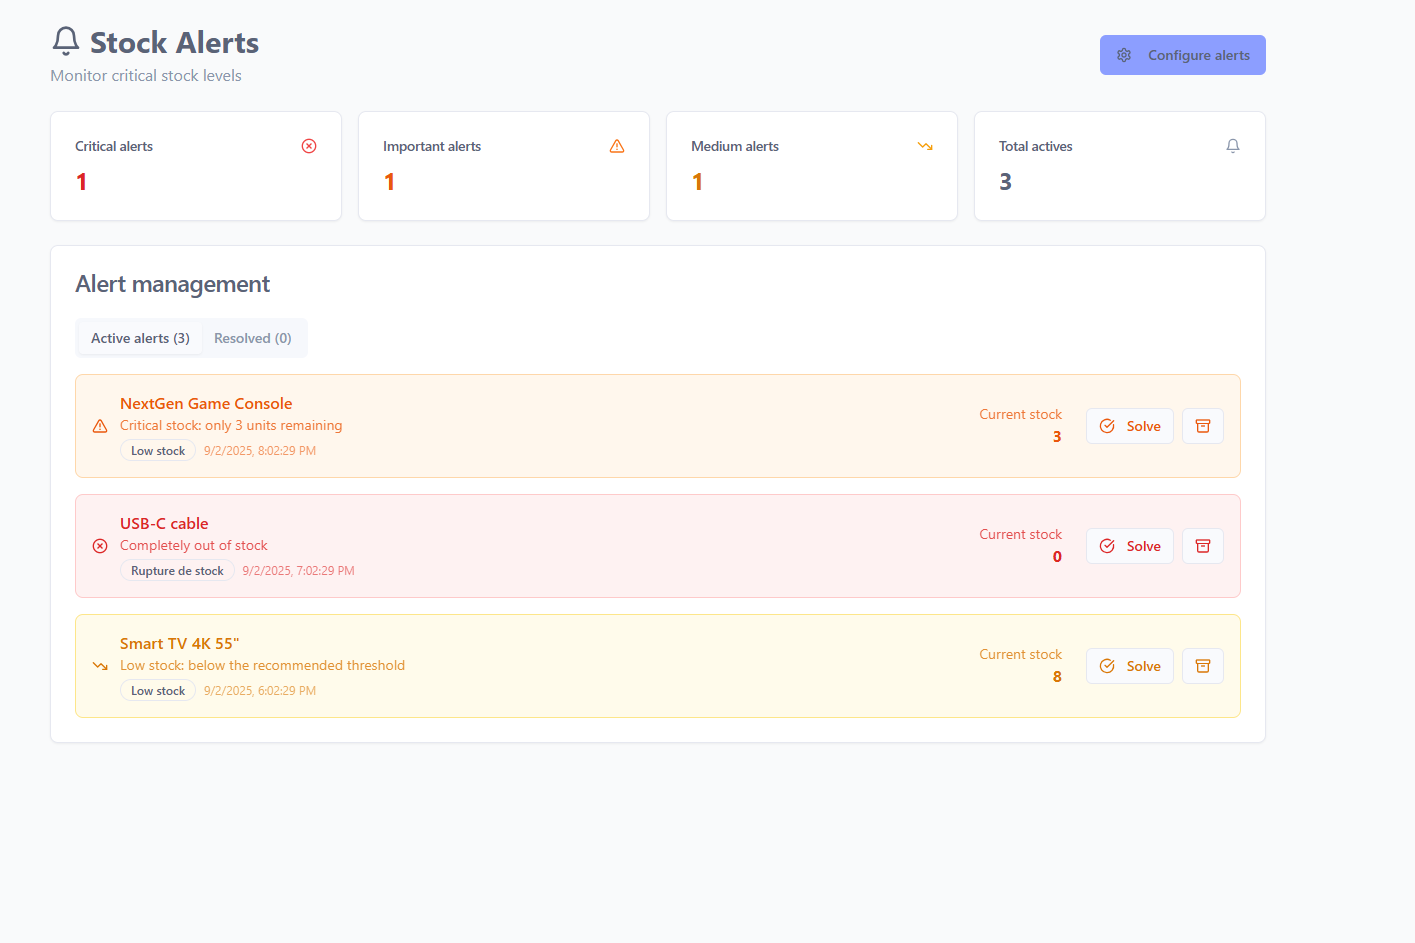 Stock Alerts
Monitor critical stock levels
Configure alerts
Critical alerts
1
Important alerts
1
Medium alerts
1
Total actives
3
Alert management
Active alerts (3)
Resolved (0)
NextGen Game Console
Critical stock: only 3 units remaining
Low stock 9/2/2025, 8:02:29 PM
Current stock
3
Solve
USB-C cable
Completely out of stock
Rupture de stock 9/2/2025, 7:02:29 PM
Current stock
0
Solve
Smart TV 4K 55"
Low stock: below the recommended threshold
Low stock 9/2/2025, 6:02:29 PM
Current stock
8
Solve